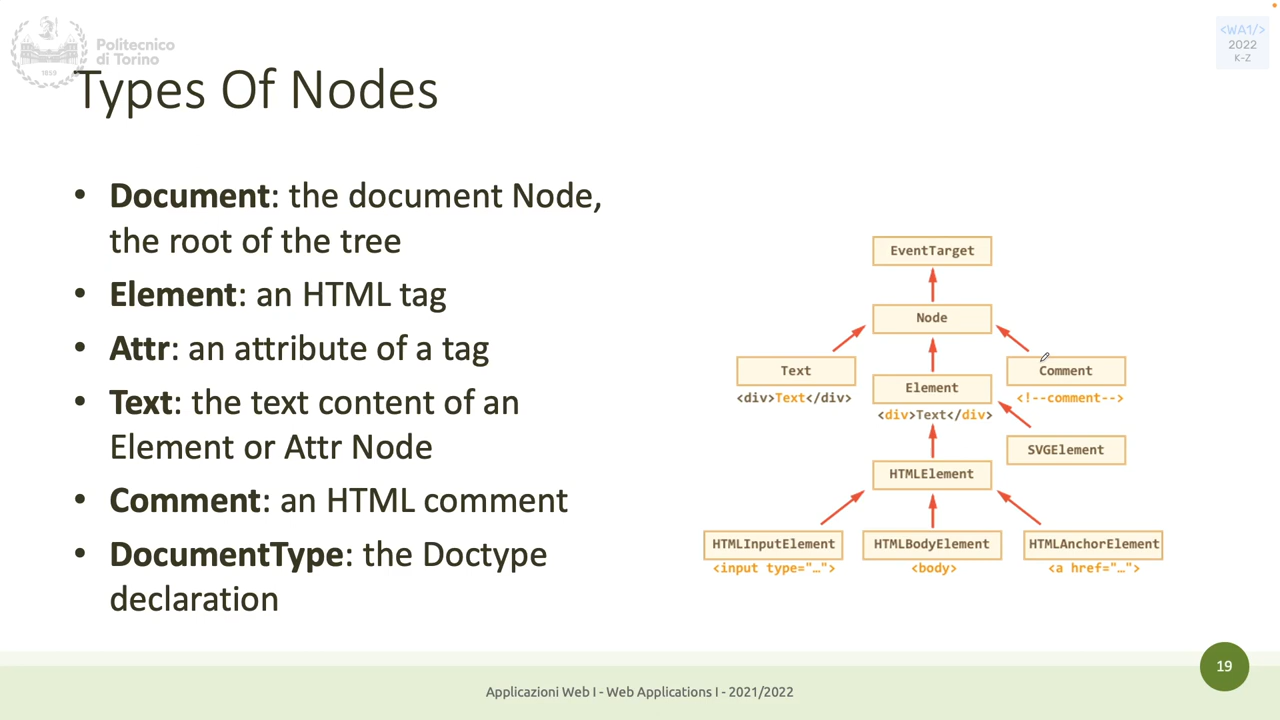 Politecnico
di Torino
1859
<WA1/>
2022
K-Z
Types Of Nodes
• Document: the document Node,
the root of the tree
• Element: an HTML tag
• Attr: an attribute of a tag
• Text: the text content of an
Element or Attr Node
• Comment: an HTML comment
• DocumentType: the Doctype
declaration
EventTarget
Node
Text
<div>Text</div>
Element
<div>Text</div>
Comment
<!--comment-->
SVGElement
HTMLElement
HTMLInputElement
<input type="…">
HTMLBodyElement
<body>
HTMLAnchorElement
<a href="…">
19
Applicazioni Web I - Web Applications I - 2021/2022